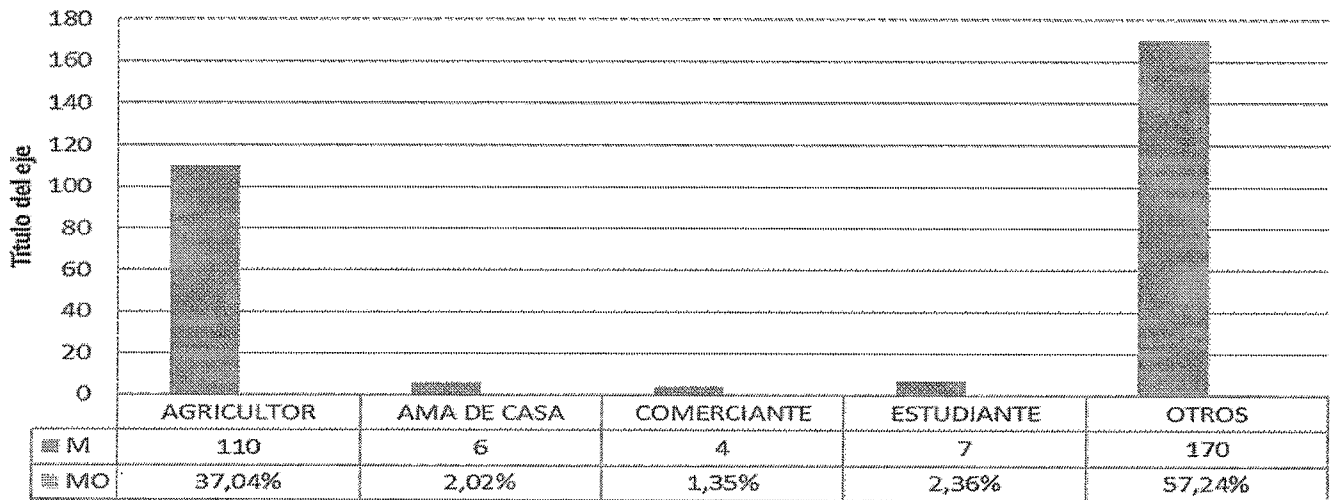 180
160
140
120
100
80
60
40
20
0
Título del eje
AGRICULTOR AMA DE CASA COMERCIANTE ESTUDIANTE OTROS
M 110 6 4 7 170
MO 37,04% 2,02% 1,35% 2,36% 57,24%